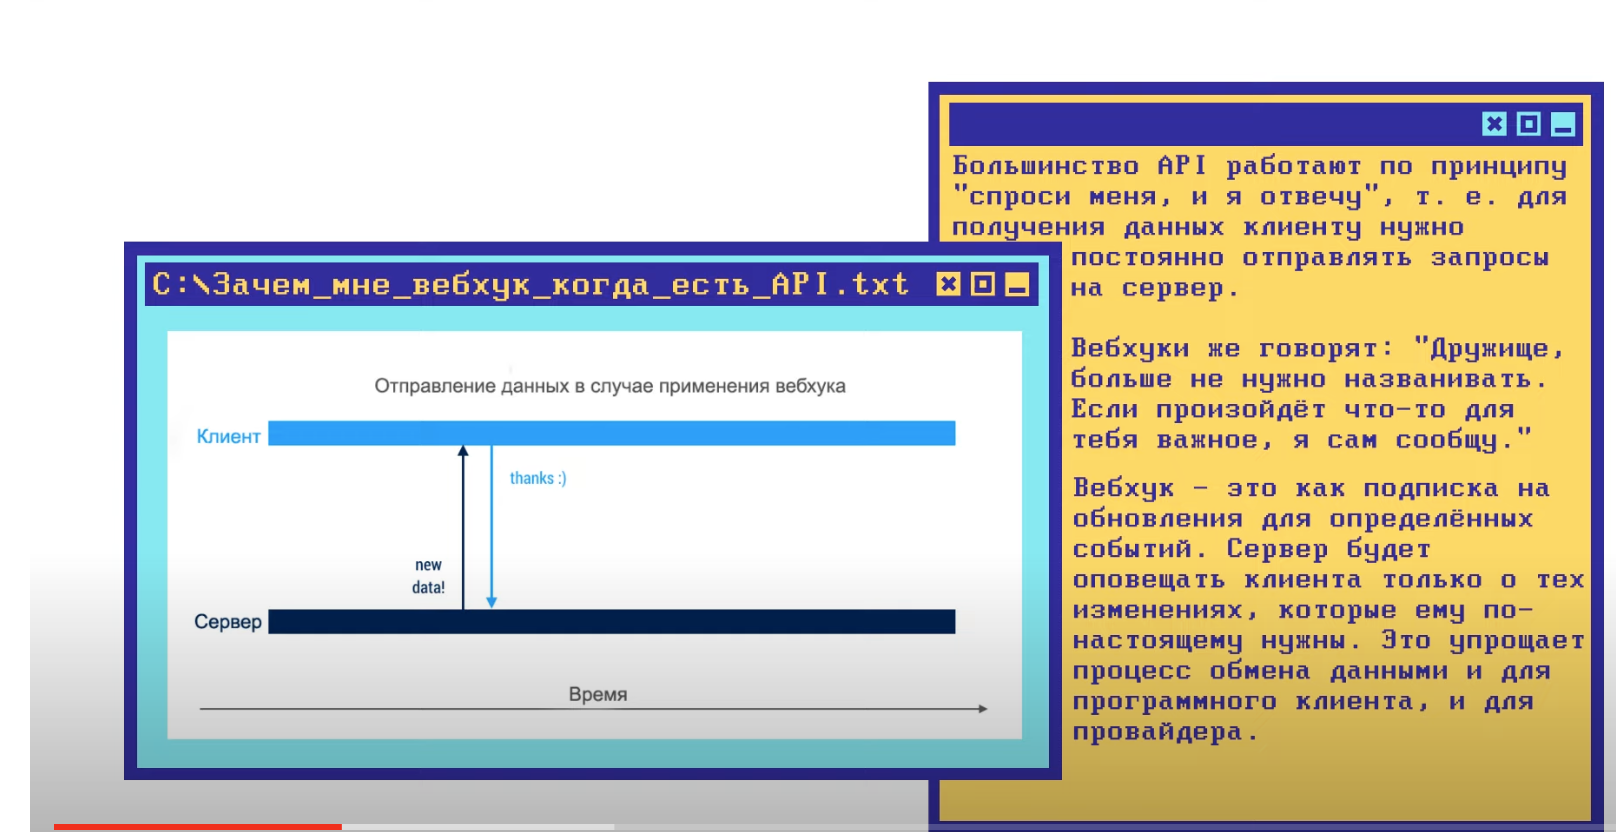 Большинство API работают по принципу
"спроси меня, и я отвечу", т. е. для
получения данных клиенту нужно
постоянно отправлять запросы
на сервер.
Вебхуки же говорят: "Дружище,
больше не нужно названивать.
Если произойдёт что-то для
тебя важное, я сам сообщу."
Вебхук - это как подписка на
обновления для определённых
событий. Сервер будет
оповещать клиента только о тех
изменениях, которые ему по-
настоящему нужны. Это упрощает
процесс обмена данными и для
программного клиента, и для
провайдера.
C:\Зачем_мне_вебхук_когда_есть_API.txt
Отправление данных в случае применения вебхука
Клиент
thanks :)
new
data!
Сервер
Время